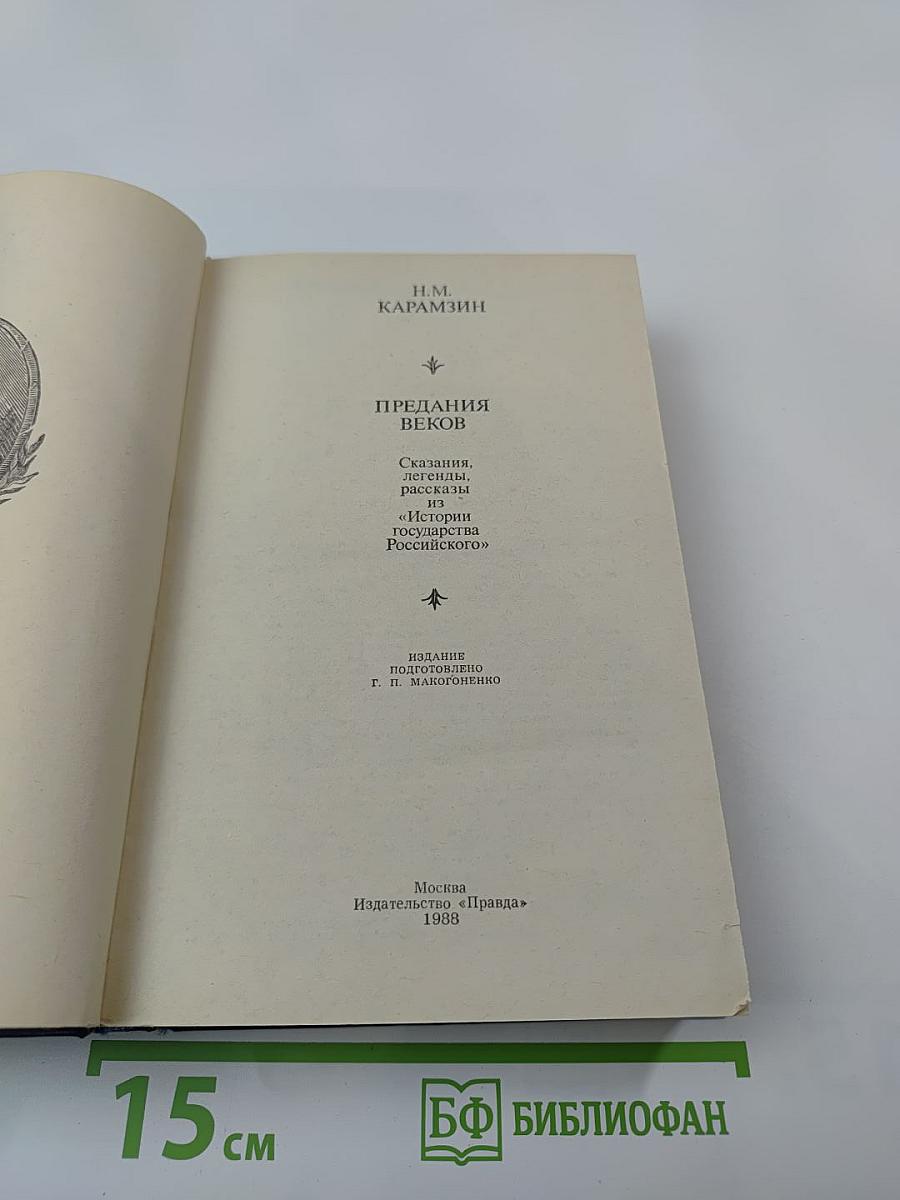 Н.М.
КАРАМЗИН
ПРЕДАНИЯ
ВЕКОВ
Сказания,
легенды,
рассказы
из
«Истории
государства
Российского»
ИЗДАНИЕ
ПОДГОТОВЛЕНО
Г. П. МАКОГОНЕНКО
Москва
Издательство «Правда»
1988
15 см
БФ БИБЛИОФАН